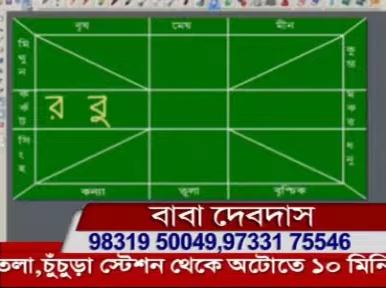 বৃষ মেষ মীন
মিথুন
কুম্ভ
কর্কট
র বু
মকর
সিংহ
ধনু
কন্যা তুলা বৃশ্চিক
বাবা দেবদাস
98319 50049,97331 75546
তলা,চুঁচুড়া স্টেশন থেকে অটোতে ১০ মিনি